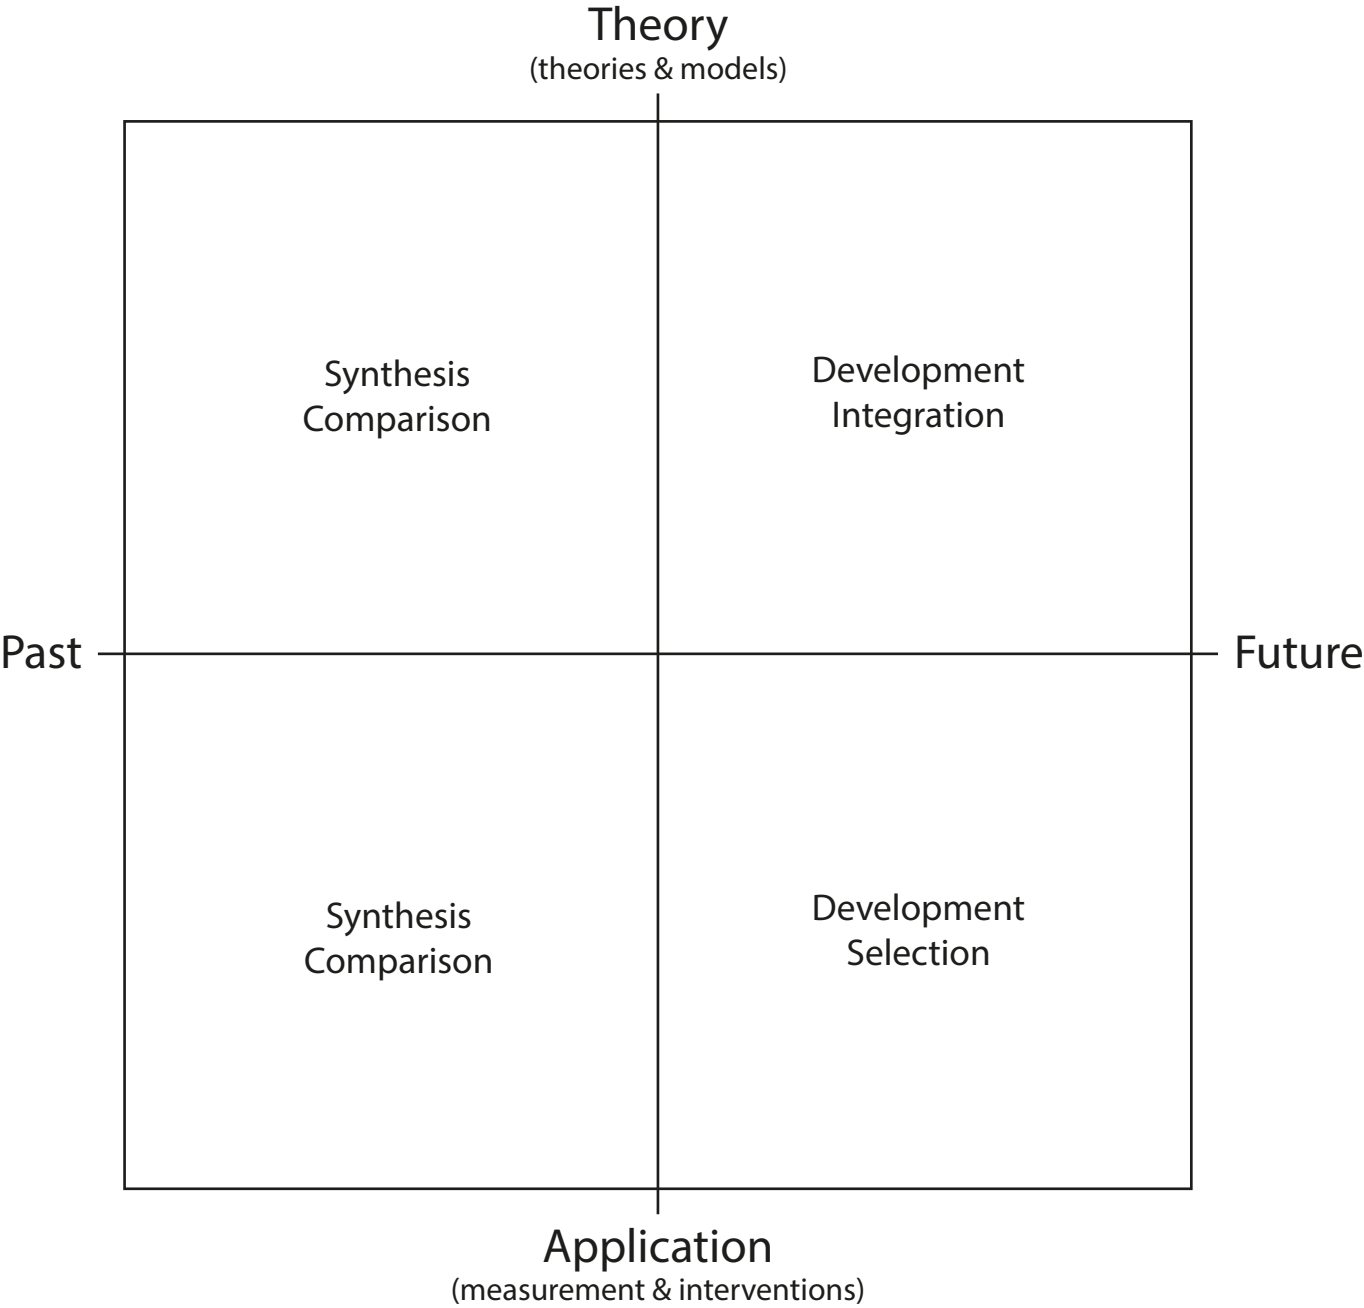 Theory
(theories & models)
Synthesis
Comparison
Development
Integration
Past
Future
Synthesis
Comparison
Development
Selection
Application
(measurement & interventions)